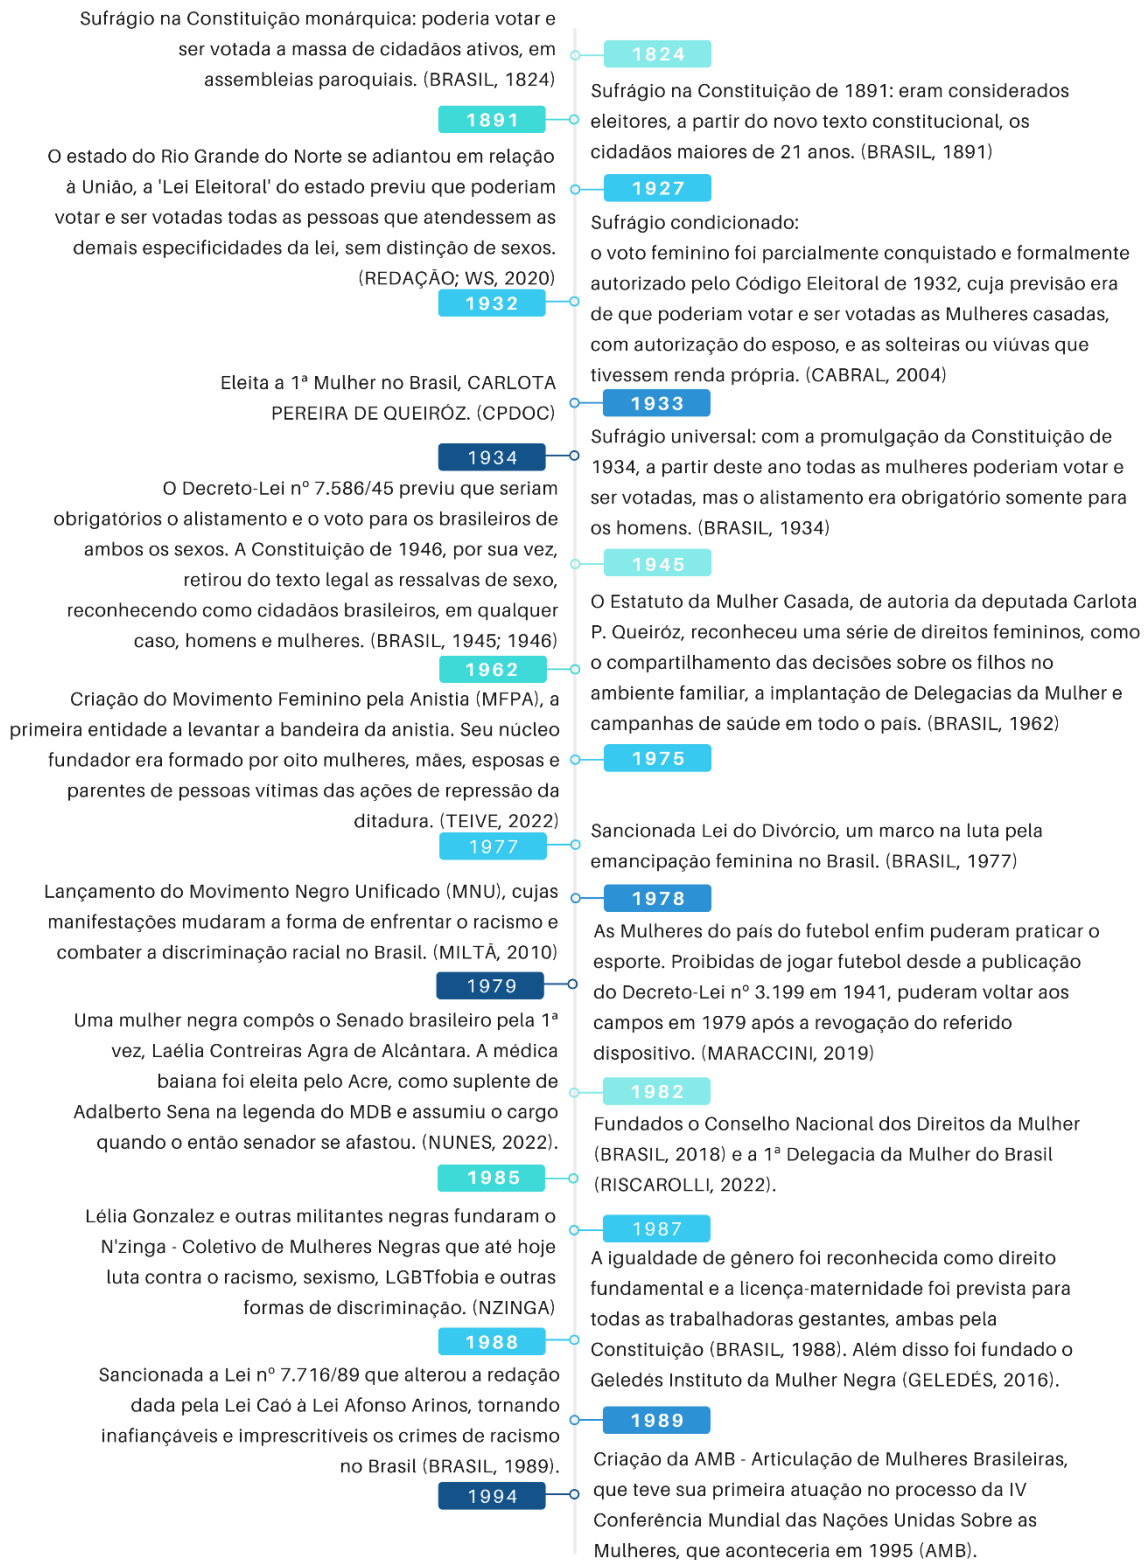 Sufrágio na Constituição monárquica: poderia votar e
ser votada a massa de cidadãos ativos, em
assembleias paroquiais. (BRASIL, 1824)
1824
Sufrágio na Constituição de 1891: eram considerados
eleitores, a partir do novo texto constitucional, os
cidadãos maiores de 21 anos. (BRASIL, 1891)
1891
O estado do Rio Grande do Norte se adiantou em relação
à União, a 'Lei Eleitoral' do estado previu que poderiam
votar e ser votadas todas as pessoas que atendessem as
demais especificidades da lei, sem distinção de sexos.
(REDAÇÃO; WS, 2020)
1927
Sufrágio condicionado:
o voto feminino foi parcialmente conquistado e formalmente
autorizado pelo Código Eleitoral de 1932, cuja previsão era
de que poderiam votar e ser votadas as Mulheres casadas,
com autorização do esposo, e as solteiras ou viúvas que
tivessem renda própria. (CABRAL, 2004)
1932
Eleita a 1ª Mulher no Brasil, CARLOTA
PEREIRA DE QUEIRÓZ. (CPDOC)
1933
Sufrágio universal: com a promulgação da Constituição de
1934, a partir deste ano todas as mulheres poderiam votar e
ser votadas, mas o alistamento era obrigatório somente para
os homens. (BRASIL, 1934)
1934
O Decreto-Lei nº 7.586/45 previu que seriam
obrigatórios o alistamento e o voto para os brasileiros de
ambos os sexos. A Constituição de 1946, por sua vez,
retirou do texto legal as ressalvas de sexo,
reconhecendo como cidadãos brasileiros, em qualquer
caso, homens e mulheres. (BRASIL, 1945; 1946)
1945
O Estatuto da Mulher Casada, de autoria da deputada Carlota
P. Queiróz, reconheceu uma série de direitos femininos, como
o compartilhamento das decisões sobre os filhos no
ambiente familiar, a implantação de Delegacias da Mulher e
campanhas de saúde em todo o país. (BRASIL, 1962)
1962
Criação do Movimento Feminino pela Anistia (MFPA), a
primeira entidade a levantar a bandeira da anistia. Seu núcleo
fundador era formado por oito mulheres, mães, esposas e
parentes de pessoas vítimas das ações de repressão da
ditadura. (TEIVE, 2022)
1975
Sancionada Lei do Divórcio, um marco na luta pela
emancipação feminina no Brasil. (BRASIL, 1977)
1977
Lançamento do Movimento Negro Unificado (MNU), cujas
manifestações mudaram a forma de enfrentar o racismo e
combater a discriminação racial no Brasil. (MILTÃ, 2010)
1978
As Mulheres do país do futebol enfim puderam praticar o
esporte. Proibidas de jogar futebol desde a publicação
do Decreto-Lei nº 3.199 em 1941, puderam voltar aos
campos em 1979 após a revogação do referido
dispositivo. (MARACCINI, 2019)
1979
Uma mulher negra compôs o Senado brasileiro pela 1ª
vez, Laélia Contreiras Agra de Alcântara. A médica
baiana foi eleita pelo Acre, como suplente de
Adalberto Sena na legenda do MDB e assumiu o cargo
quando o então senador se afastou. (NUNES, 2022).
1982
Fundados o Conselho Nacional dos Direitos da Mulher
(BRASIL, 2018) e a 1ª Delegacia da Mulher do Brasil
(RISCAROLLI, 2022).
1985
Lélia Gonzalez e outras militantes negras fundaram o
N'zinga - Coletivo de Mulheres Negras que até hoje
luta contra o racismo, sexismo, LGBTfobia e outras
formas de discriminação. (NZINGA)
1987
A igualdade de gênero foi reconhecida como direito
fundamental e a licença-maternidade foi prevista para
todas as trabalhadoras gestantes, ambas pela
Constituição (BRASIL, 1988). Além disso foi fundado o
Geledés Instituto da Mulher Negra (GELEDÉS, 2016).
1988
Sancionada a Lei nº 7.716/89 que alterou a redação
dada pela Lei Caó à Lei Afonso Arinos, tornando
inafiançáveis e imprescritíveis os crimes de racismo
no Brasil (BRASIL, 1989).
1989
Criação da AMB - Articulação de Mulheres Brasileiras,
que teve sua primeira atuação no processo da IV
Conferência Mundial das Nações Unidas Sobre as
Mulheres, que aconteceria em 1995 (AMB).
1994